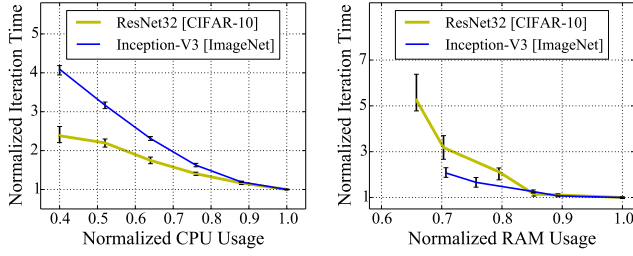 Normalized Iteration Time
5
4
3
2
1
ResNet32 [CIFAR-10]
Inception-V3 [ImageNet]
0.4 0.5 0.6 0.7 0.8 0.9 1.0
Normalized CPU Usage
Normalized Iteration Time
7
5
3
1
ResNet32 [CIFAR-10]
Inception-V3 [ImageNet]
0.6 0.7 0.8 0.9 1.0
Normalized RAM Usage